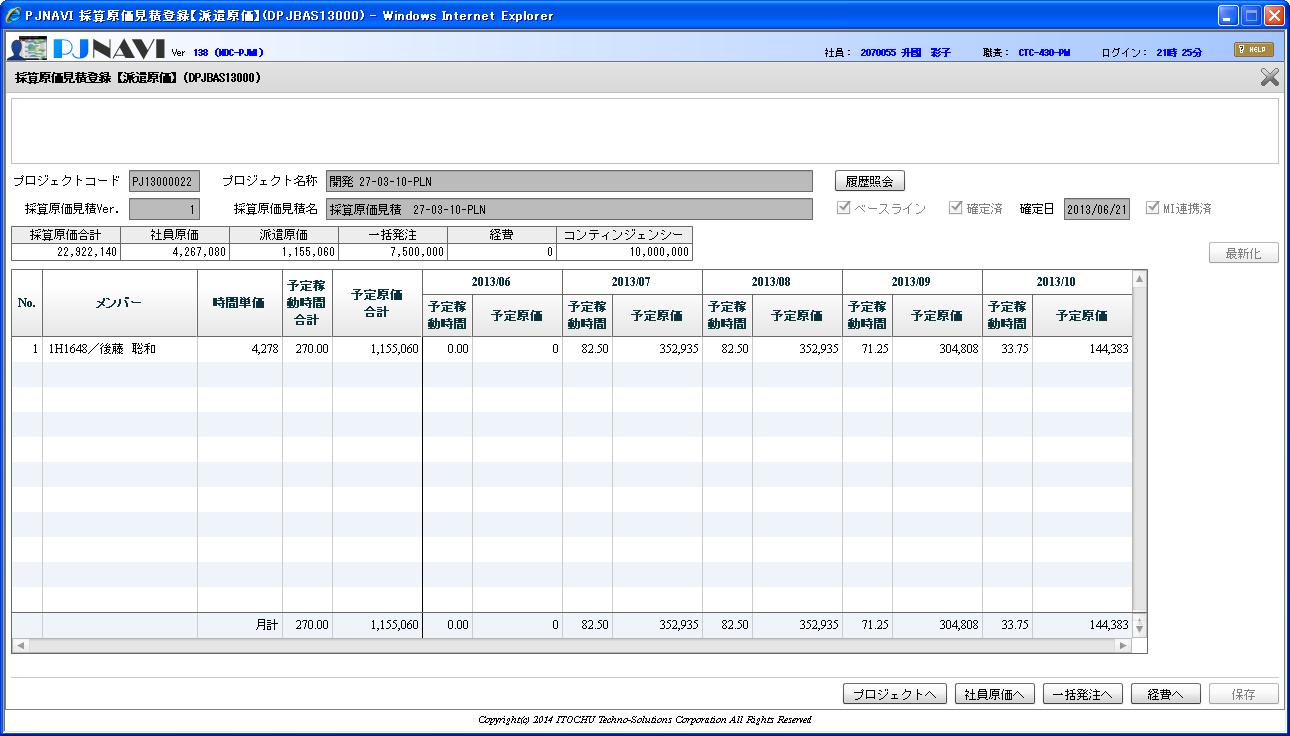 PJNAVI 採算原価見積登録【派遣原価】(DPJBAS13000) - Windows Internet Explorer
PJNAVI Ver 138 (NDC-PJWI) 社員： 2070055 升國 彩子 職責： CTC-430-PM ログイン： 21時 25分 ? HELP
採算原価見積登録【派遣原価】(DPJBAS13000)
プロジェクトコード PJ13000022 プロジェクト名称 開発 27-03-10-PLN 履歴照会
採算原価見積Ver. 1 採算原価見積名 採算原価見積 27-03-10-PLN ベースライン 確定済 確定日 2013/06/21 MI連携済
採算原価合計 社員原価 派遣原価 一括発注 経費 コンティンジェンシー
22,922,140 4,267,080 1,155,060 7,500,000 0 10,000,000
最新化
No. メンバー 時間単価 予定稼動時間合計 予定原価合計 2013/06 2013/07 2013/08 2013/09 2013/10
予定稼動時間 予定原価 予定稼動時間 予定原価 予定稼動時間 予定原価 予定稼動時間 予定原価 予定稼動時間 予定原価
1 1H1648／後藤 聡和 4,278 270.00 1,155,060 0.00 0 82.50 352,935 82.50 352,935 71.25 304,808 33.75 144,383
月計 270.00 1,155,060 0.00 0 82.50 352,935 82.50 352,935 71.25 304,808 33.75 144,383
プロジェクトへ 社員原価へ 一括発注へ 経費へ 保存
Copyright(c) 2014 ITOCHU Techno-Solutions Corporation All Rights Reserved